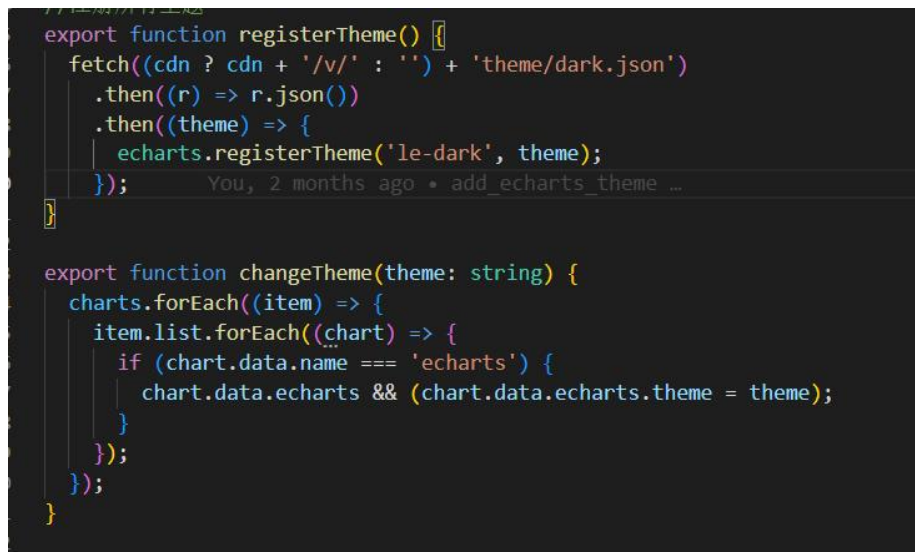 export function registerTheme() {
fetch((cdn ? cdn + '/v/' : '') + 'theme/dark.json')
.then((r) => r.json())
.then((theme) => {
echarts.registerTheme('le-dark', theme);
}); You, 2 months ago • add_echarts_theme …
}
export function changeTheme(theme: string) {
charts.forEach((item) => {
item.list.forEach((chart) => {
if (chart.data.name === 'echarts') {
chart.data.echarts && (chart.data.echarts.theme = theme);
}
});
});
}